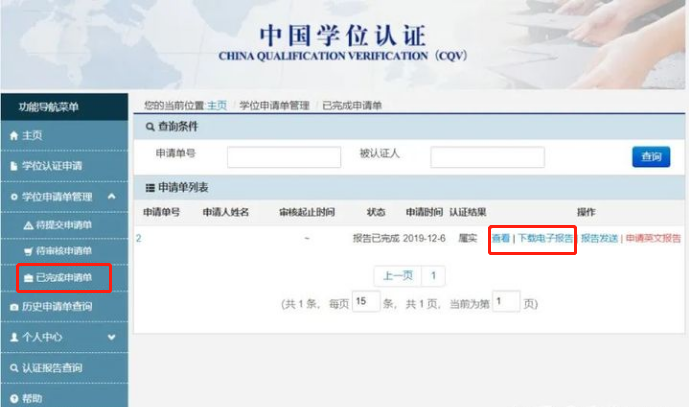 中国学位认证
CHINA QUALIFICATION VERIFICATION (CQV)
功能导航菜单
主页
学位认证申请
学位申请单管理
待提交申请单
待审核申请单
已完成申请单
历史申请单查询
个人中心
认证报告查询
帮助
您的当前位置:主页 / 学位申请单管理 / 已完成申请单
查询条件
申请单号 被认证人 查询
申请单列表
申请单号 申请人姓名 审核起止时间 状态 申请时间 认证结果 操作
2 ~ 报告已完成 2019-12-6 属实 查看 | 下载电子报告 | 报告发送 | 申请英文报告
上一页 1
(共 1 条, 每页 15 条, 共 1 页, 当前为第 1 页)